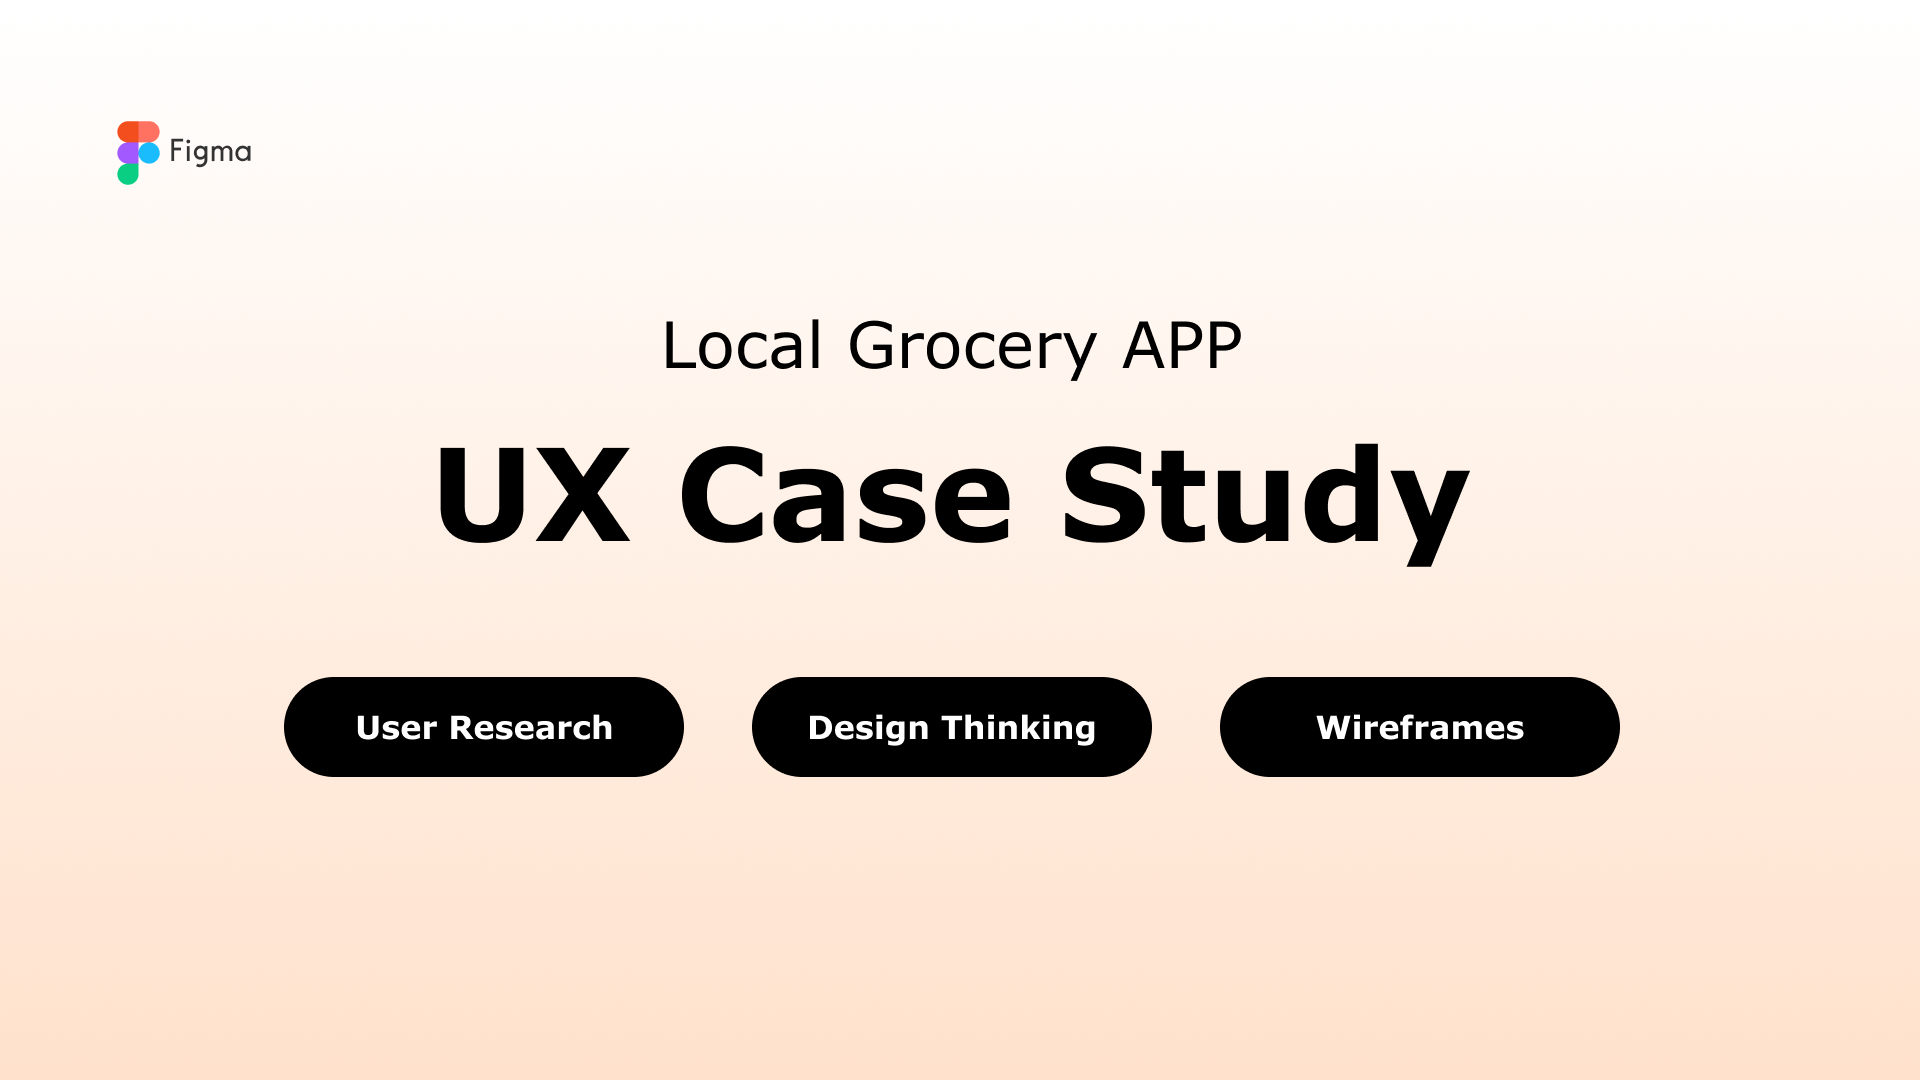 Figma
Local Grocery APP
UX Case Study
User Research
Design Thinking
Wireframes